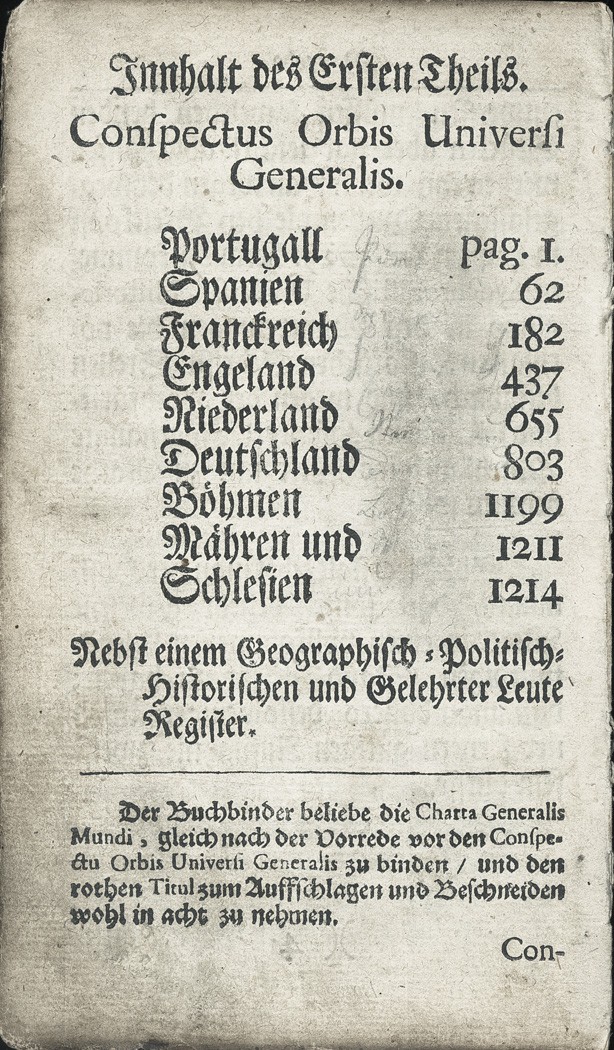 Innhalt des Ersten Theils.
Conſpectus Orbis Univerſi
Generalis.
Portugall pag. 1.
Spanien 62
Franckreich 182
Engeland 437
Niederland 655
Deutſchland 803
Böhmen 1199
Mähren und 1211
Schleſien 1214
Nebſt einem Geographiſch-Politiſch-
Hiſtoriſchen und Gelehrter Leute
Regiſter.
Der Buchbinder beliebe die Charta Generalis
Mundi, gleich nach der Vorrede vor den Conſpe-
ctu Orbis Univerſi Generalis zu binden / und den
rothen Titul zum Auffſchlagen und Beſchneiden
wohl in acht zu nehmen.
Con-